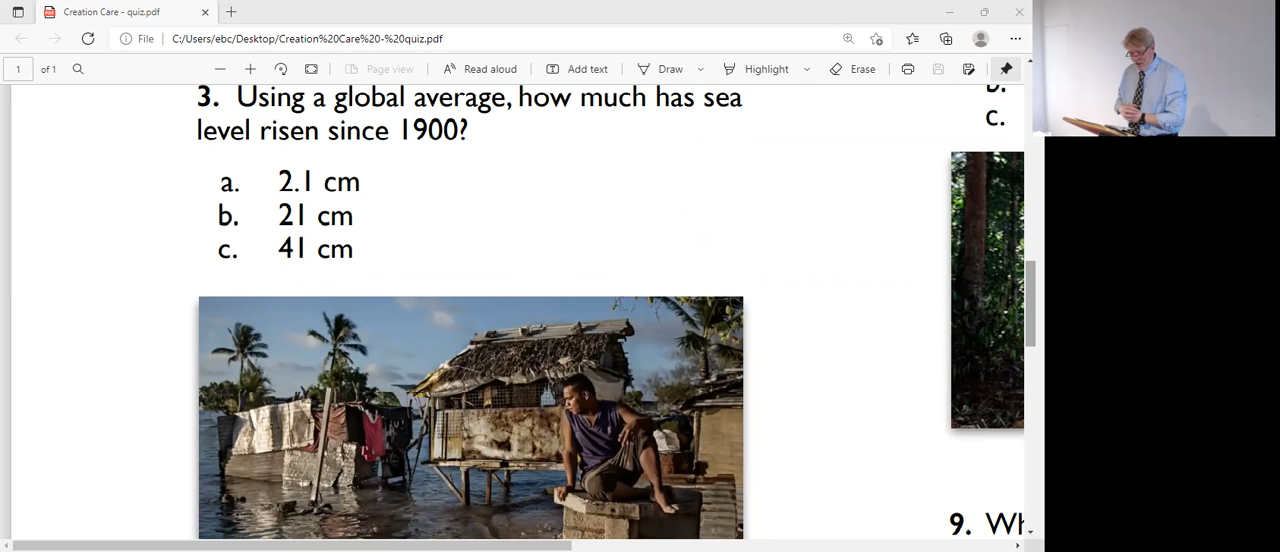 Creation Care - quiz.pdf
File C:/Users/ebc/Desktop/Creation%20Care%20-%20quiz.pdf
1 of 1 Page view Read aloud Add text Draw Highlight Erase
3. Using a global average, how much has sea
level risen since 1900?
a. 2.1 cm
b. 21 cm
c. 41 cm
b.
c.
9. Wh